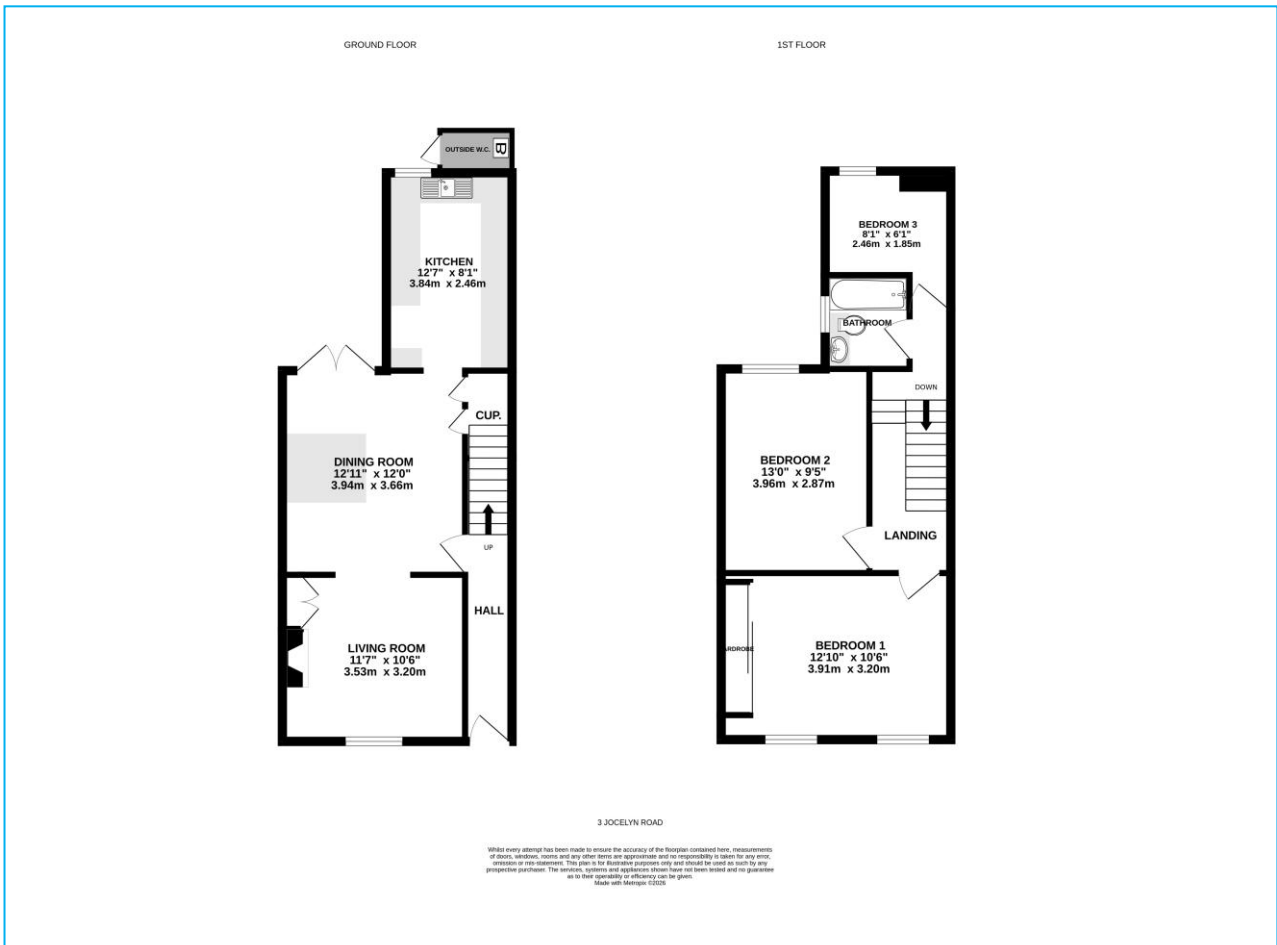 GROUND FLOOR
1ST FLOOR
OUTSIDE W.C.
B
KITCHEN
12'7" x 8'1"
3.84m x 2.46m
CUP.
DINING ROOM
12'11" x 12'0"
3.94m x 3.66m
UP
HALL
LIVING ROOM
11'7" x 10'6"
3.53m x 3.20m
BEDROOM 3
8'1" x 6'1"
2.46m x 1.85m
BATHROOM
DOWN
BEDROOM 2
13'0" x 9'5"
3.96m x 2.87m
LANDING
BEDROOM 1
12'10" x 10'6"
3.91m x 3.20m
ARDROBE
3 JOCELYN ROAD
Whilst every attempt has been made to ensure the accuracy of the floorplan contained here, measurements
of doors, windows, rooms and any other items are approximate and no responsibility is taken for any error,
omission or mis-statement. This plan is for illustrative purposes only and should be used as such by any
prospective purchaser. The services, systems and appliances shown have not been tested and no guarantee
as to their operability or efficiency can be given.
Made with Metropix ©2026